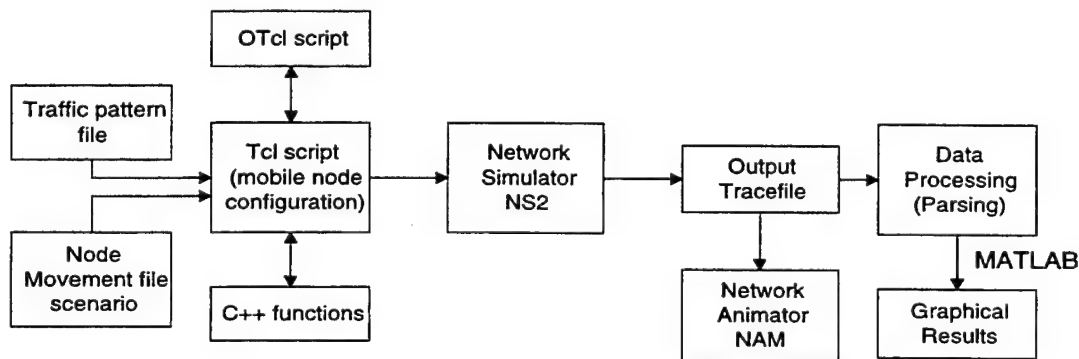 OTcl script
Traffic pattern
file
Tcl script
(mobile node
configuration)
Network
Simulator
NS2
Output
Tracefile
Data
Processing
(Parsing)
Node
Movement file
scenario
C++ functions
Network
Animator
NAM
MATLAB
Graphical
Results